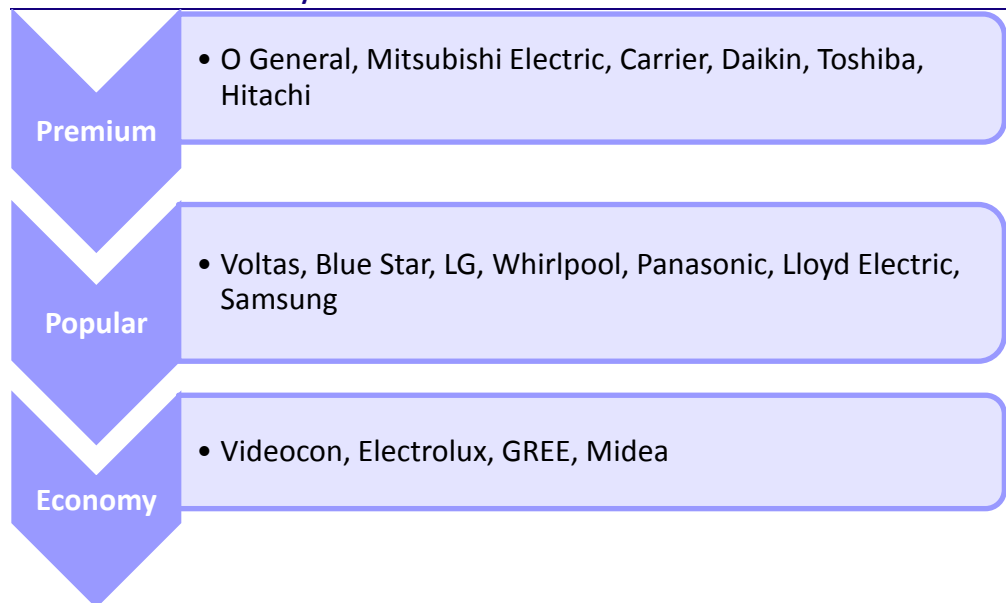 Premium
• O General, Mitsubishi Electric, Carrier, Daikin, Toshiba,
Hitachi
Popular
• Voltas, Blue Star, LG, Whirlpool, Panasonic, Lloyd Electric,
Samsung
Economy
• Videocon, Electrolux, GREE, Midea